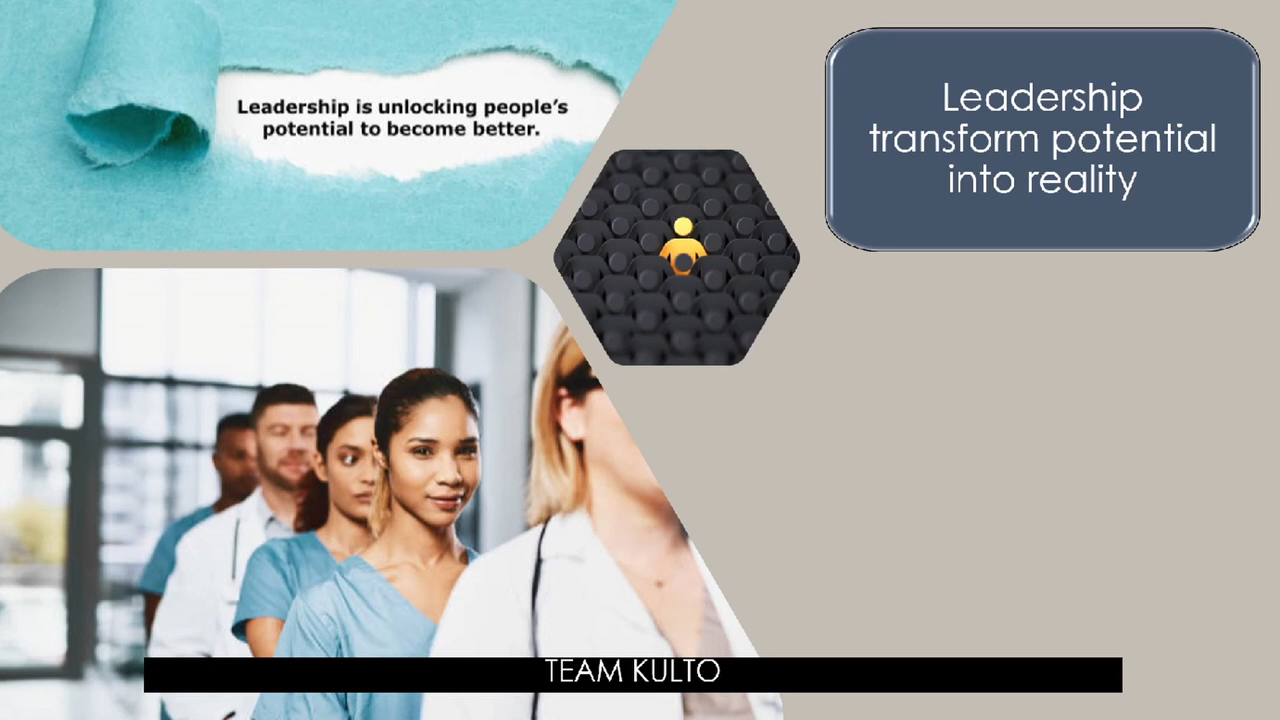 Leadership is unlocking people’s
potential to become better.
Leadership
transform potential
into reality
TEAM KULTO